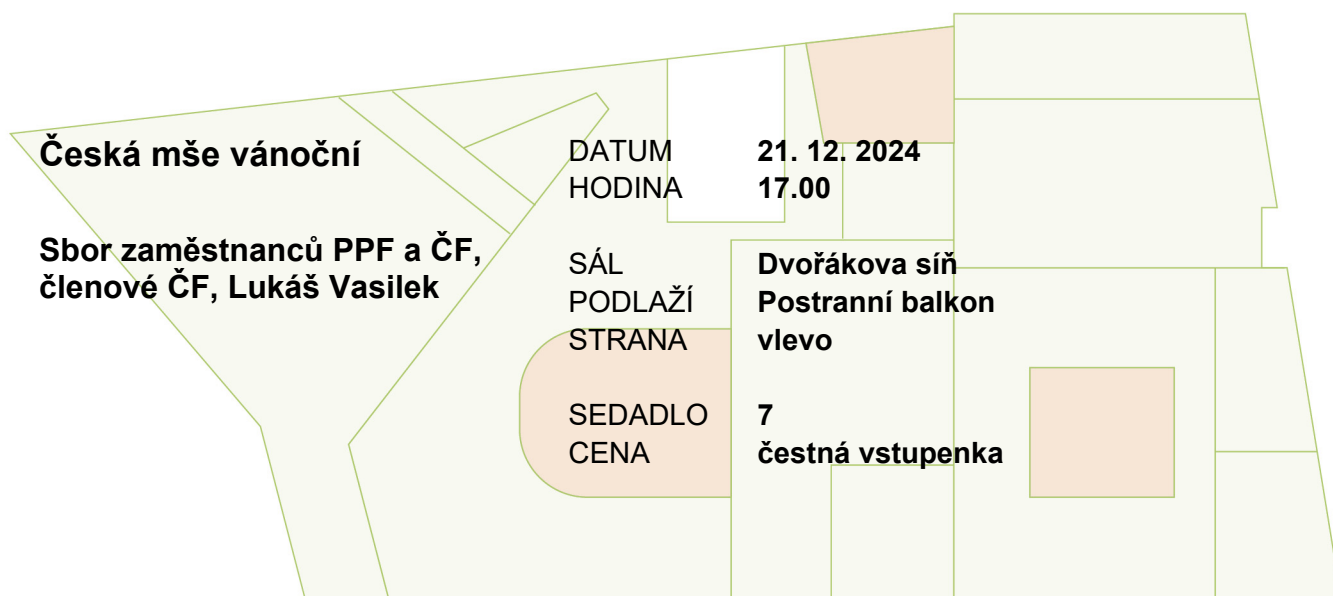 Česká mše vánoční
Sbor zaměstnanců PPF a ČF,
členové ČF, Lukáš Vasilek
DATUM 21. 12. 2024
HODINA 17.00
SÁL Dvořákova síň
PODLAŽÍ Postranní balkon
STRANA vlevo
SEDADLO 7
CENA čestná vstupenka